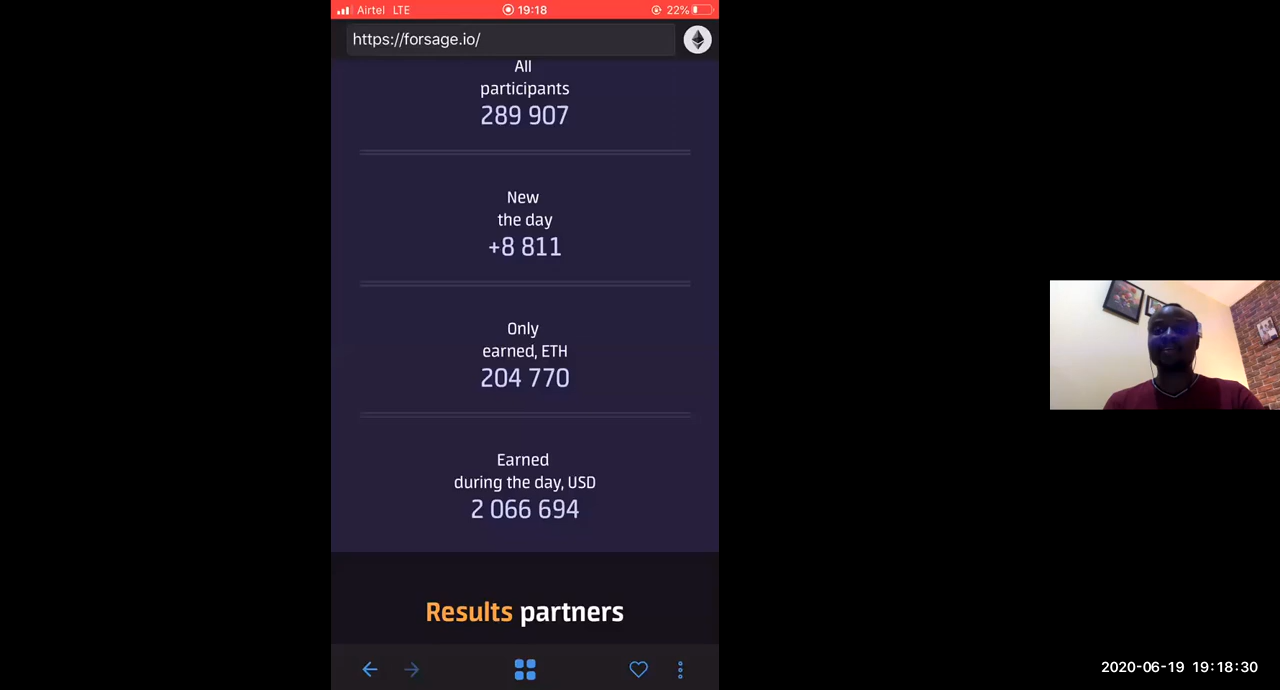 Airtel LTE 19:18 22%
https://forsage.io/
All
participants
289 907
New
the day
+8 811
Only
earned, ETH
204 770
Earned
during the day, USD
2 066 694
Results partners
2020-06-19 19:18:30